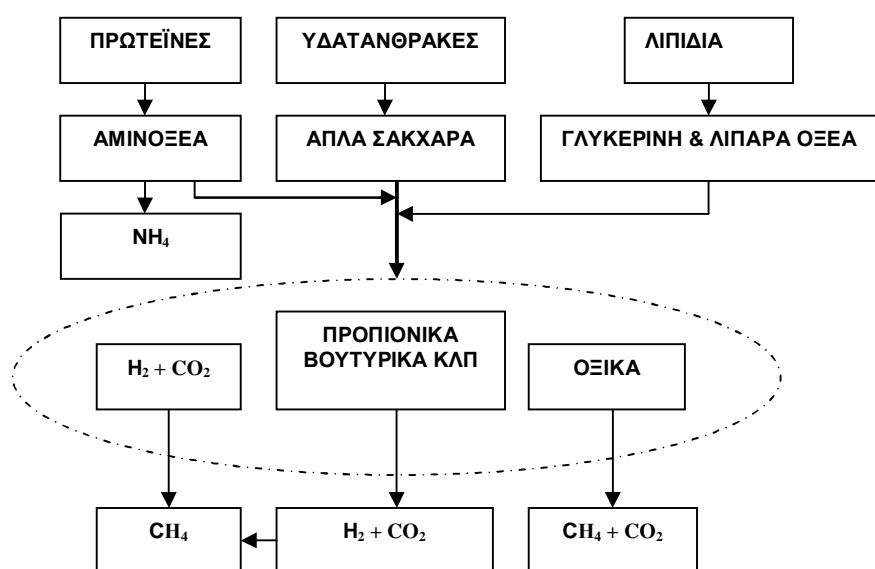 ΠΡΩΤΕΪΝΕΣ
ΥΔΑΤΑΝΘΡΑΚΕΣ
ΛΙΠΙΔΙΑ
ΑΜΙΝΟΞΕΑ
ΑΠΛΑ ΣΑΚΧΑΡΑ
ΓΛΥΚΕΡΙΝΗ & ΛΙΠΑΡΑ ΟΞΕΑ
NH₄
H₂ + CO₂
ΠΡΟΠΙΟΝΙΚΑ
ΒΟΥΤΥΡΙΚΑ ΚΛΠ
ΟΞΙΚΑ
CH₄
H₂ + CO₂
CH₄ + CO₂